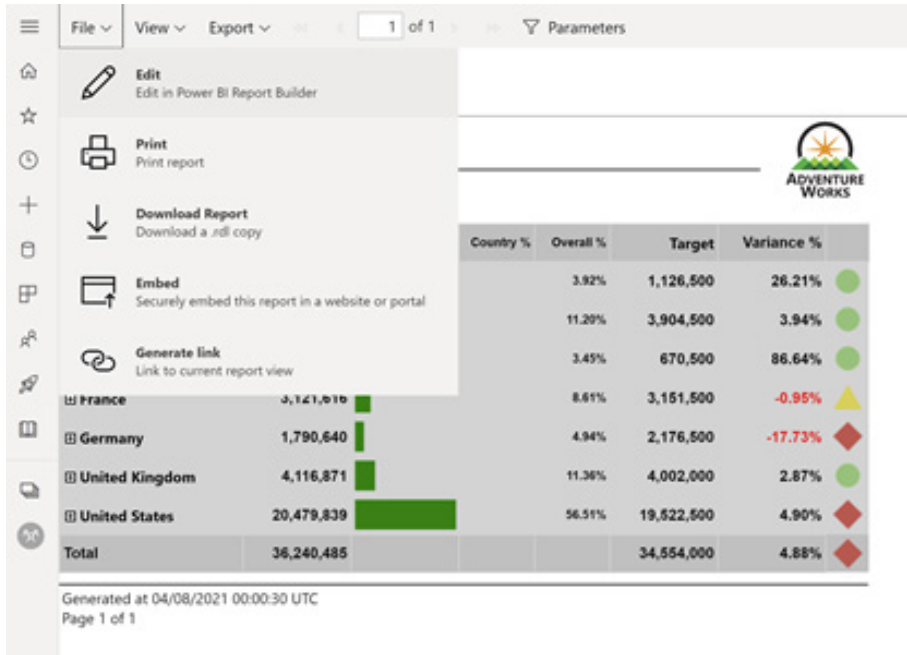 File View Export 1 of 1 Parameters
Edit
Edit in Power BI Report Builder
Print
Print report
Download Report
Download a .rdl copy
Embed
Securely embed this report in a website or portal
Generate link
Link to current report view
ADVENTURE
WORKS
Country % Overall % Target Variance %
3.92% 1,126,500 26.21%
11.20% 3,904,500 3.94%
3.45% 670,500 86.64%
France 3,121,616 8.61% 3,151,500 -0.95%
Germany 1,790,640 4.94% 2,176,500 -17.73%
United Kingdom 4,116,871 11.36% 4,002,000 2.87%
United States 20,479,839 56.51% 19,522,500 4.90%
Total 36,240,485 34,554,000 4.88%
Generated at 04/08/2021 00:00:30 UTC
Page 1 of 1